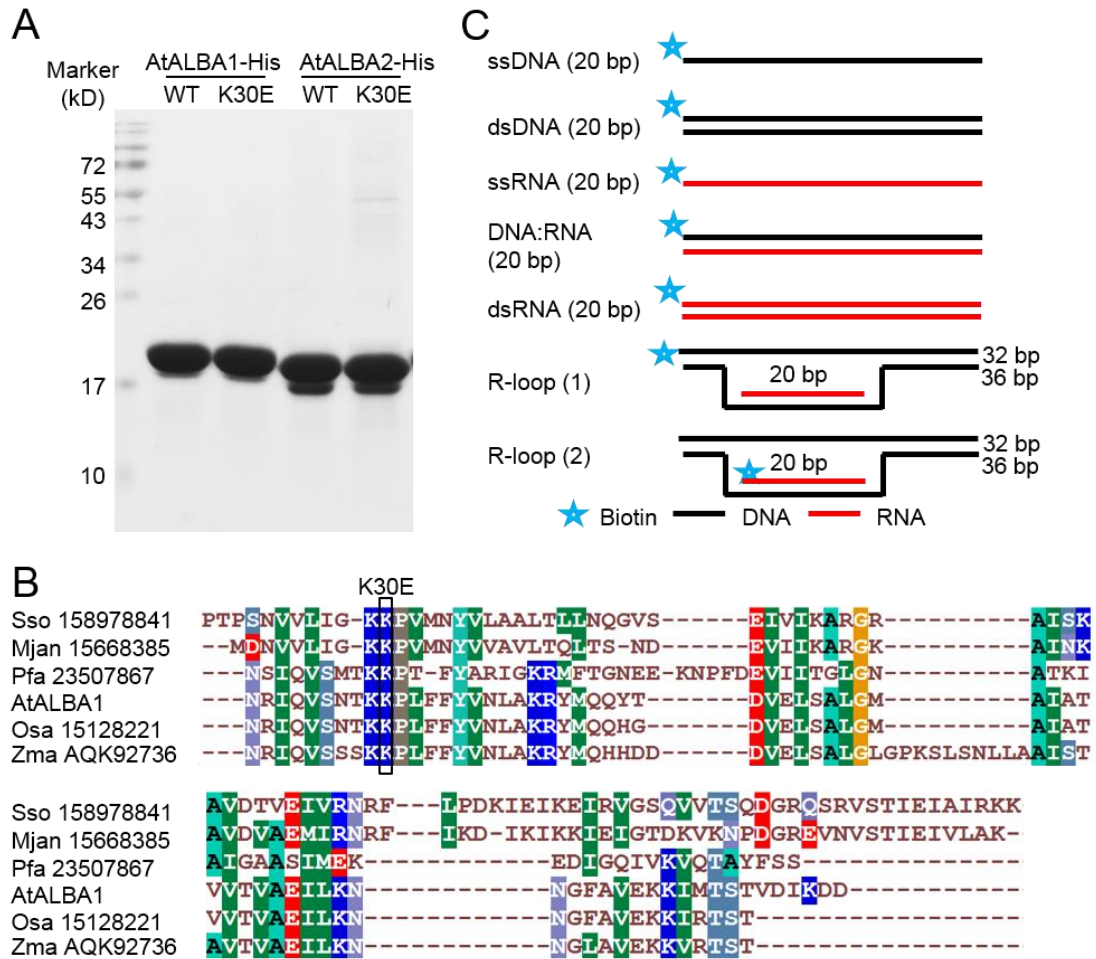 A
Marker
(kD)
AtALBA1-His
AtALBA2-His
WT K30E WT K30E
72
55
43
34
26
17
10
C
ssDNA (20 bp)
dsDNA (20 bp)
ssRNA (20 bp)
DNA:RNA
(20 bp)
dsRNA (20 bp)
R-loop (1)
20 bp
32 bp
36 bp
R-loop (2)
20 bp
32 bp
36 bp
Biotin DNA RNA
B
K30E
Sso 158978841 PTPSNVVLIG-KKPVMNYVLAALTLLNQGVS------EIVIKARGR----------AISK
Mjan 15668385 --MDNVVLIG-KKPVMNYVVAVLTQLTS-ND------EVIIKARGK----------AINK
Pfa 23507867 ---NSIQVSMTKKPT-FYARIGKRMFTGNEE-KNPFDEVILTGLGN----------ATKI
AtALBA1 ---NRIQVSNTKKPLFFYVNLAKRYMQQYT-------DVELSALGM----------AIAT
Osa 15128221 ---NRIQVSNTKKPLFFYVNLAKRYMQQHG-------DVELSALGM----------AIAT
Zma AQK92736 ---NRIQVSSSKKPLFFYVNLAKRYMQHHDD------DVELSALGLGPKSLSNLLAAIST
Sso 158978841 AVDTVEIVRNRF---LPDKIEIKEIRVGSQVVTSQDGRQSRVSTIEIAIRKK
Mjan 15668385 AVDVAEMIRNRF---IKD-IKIKKIEIGTDKVKNPDGREVNVSTIEIVLAK-
Pfa 23507867 AIGAASIMEK-------------EDIGQIVKVQTAYFSS---------------
AtALBA1 VVTVAEILKN-------------NGFAVEKKIMTSTVDIKDD------------
Osa 15128221 VVTVAEILKN-------------NGFAVEKKIRTST------------------
Zma AQK92736 AVTVAEILKN-------------NGLAVEKKVRTST------------------